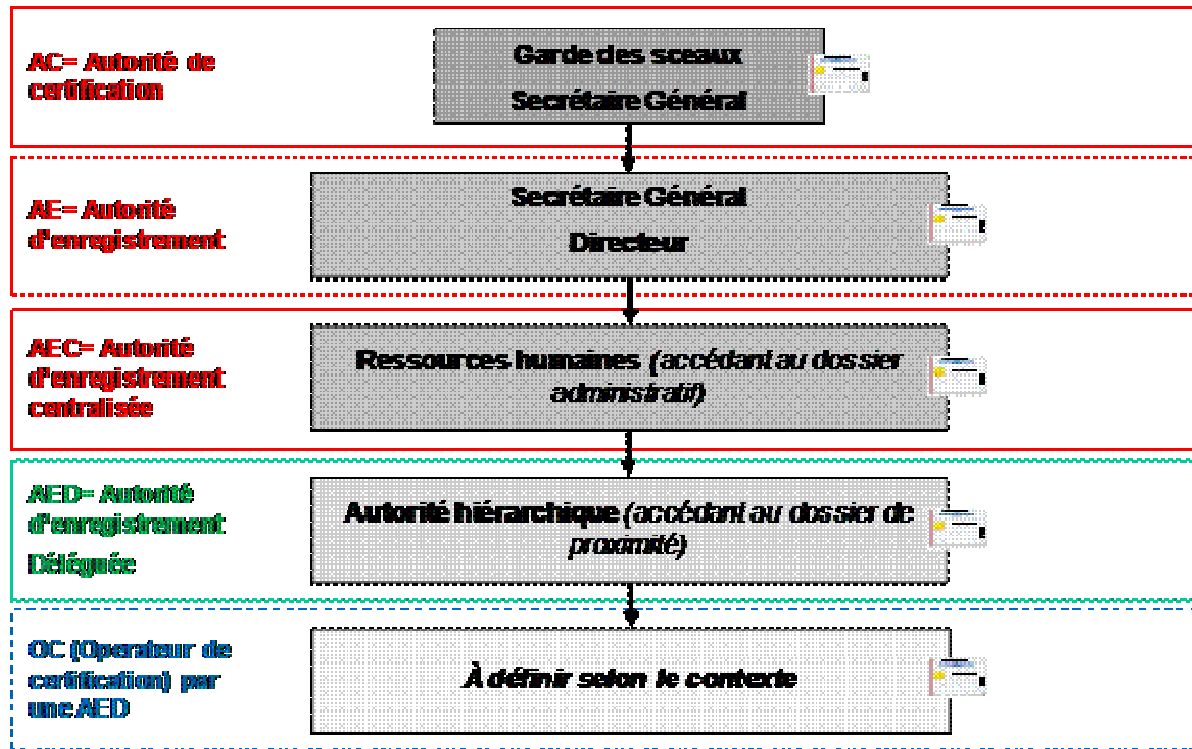 AC= Autorité de
certification
Garde des sceaux
Secrétaire Général
AE= Autorité
d'enregistrement
Secrétaire Général
Directeur
AEC= Autorité
d'enregistrement
centralisée
Ressources humaines (accédant au dossier
administratif)
AED= Autorité
d'enregistrement
Déléguée
Autorité hiérarchique (accédant au dossier de
proximité)
OC (Operateur de
certification) par
une AED
À définir selon le contexte